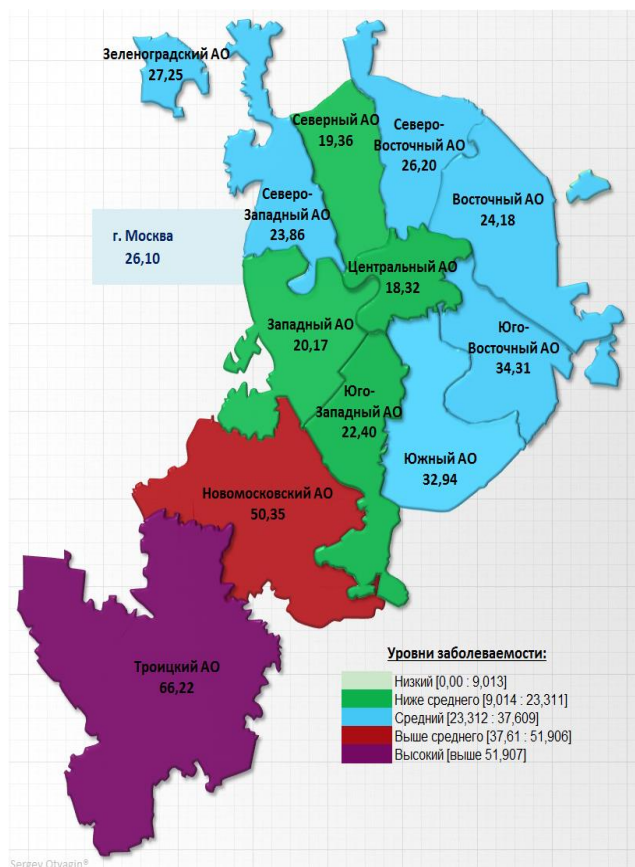 Зеленоградский АО
27,25
Северный АО
19,36
Северо-
Восточный АО
26,20
Северо-
Западный АО
23,86
Восточный АО
24,18
г. Москва
26,10
Центральный АО
18,32
Западный АО
20,17
Юго-
Восточный АО
34,31
Юго-
Западный АО
22,40
Южный АО
32,94
Новомосковский АО
50,35
Троицкий АО
66,22
Уровни заболеваемости:
Низкий [0,00 : 9,013]
Ниже среднего [9,014 : 23,311]
Средний [23,312 : 37,609]
Выше среднего [37,61 : 51,906]
Высокий [выше 51,907]
Sergey Otvagin®